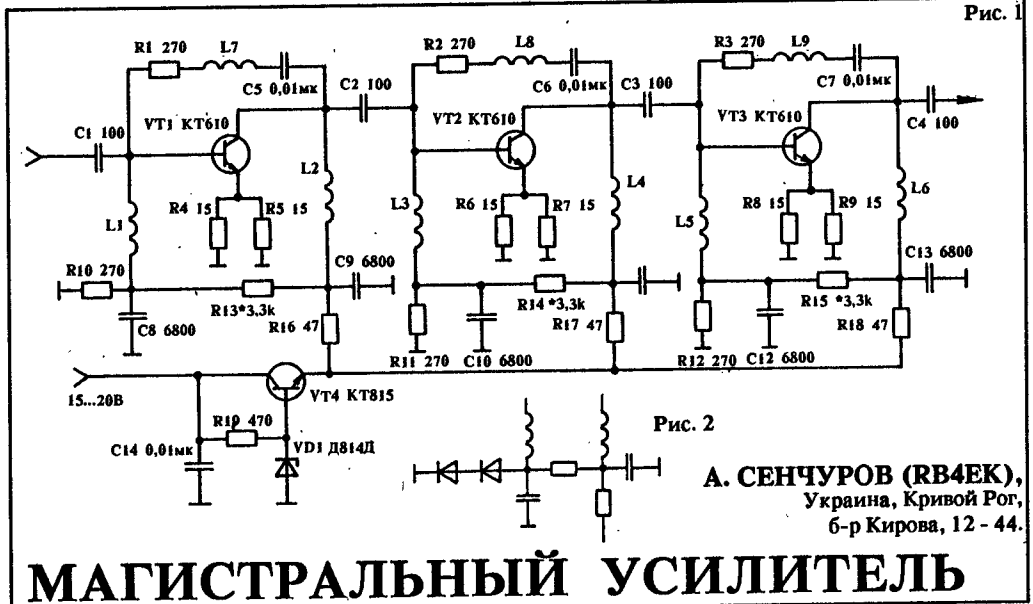 Рис. 1
R1 270
L7
C5 0,01мк
C2 100
R2 270
L8
C6 0,01мк
C3 100
R3 270
L9
C7 0,01мк
C4 100
C1 100
VT1 КТ610
VT2 КТ610
VT3 КТ610
L1
R4 15
R5 15
L2
L3
R6 15
R7 15
L4
L5
R8 15
R9 15
L6
R10 270
C8 6800
R13*3,3k
C9 6800
R16 47
R11 270
C10 6800
R14 *3,3k
R17 47
R12 270
C12 6800
R15 *3,3k
C13 6800
R18 47
15...20В
VT4 КТ815
R19 470
C14 0,01мк
VD1 Д814Д
Рис. 2
А. СЕНЧУРОВ (RB4EK),
Украина, Кривой Рог,
б-р Кирова, 12 - 44.
МАГИСТРАЛЬНЫЙ УСИЛИТЕЛЬ